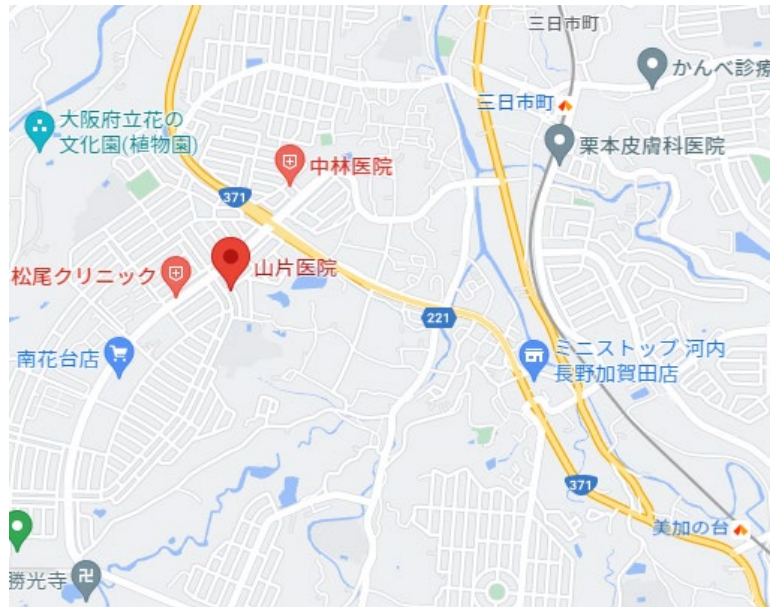 三日市町
かんべ診療
三日市町
大阪府立花の
文化園(植物園)
栗本皮膚科医院
中林医院
371
山片医院
松尾クリニック
221
南花台店
ミニストップ 河内
長野加賀田店
371
美加の台
勝光寺